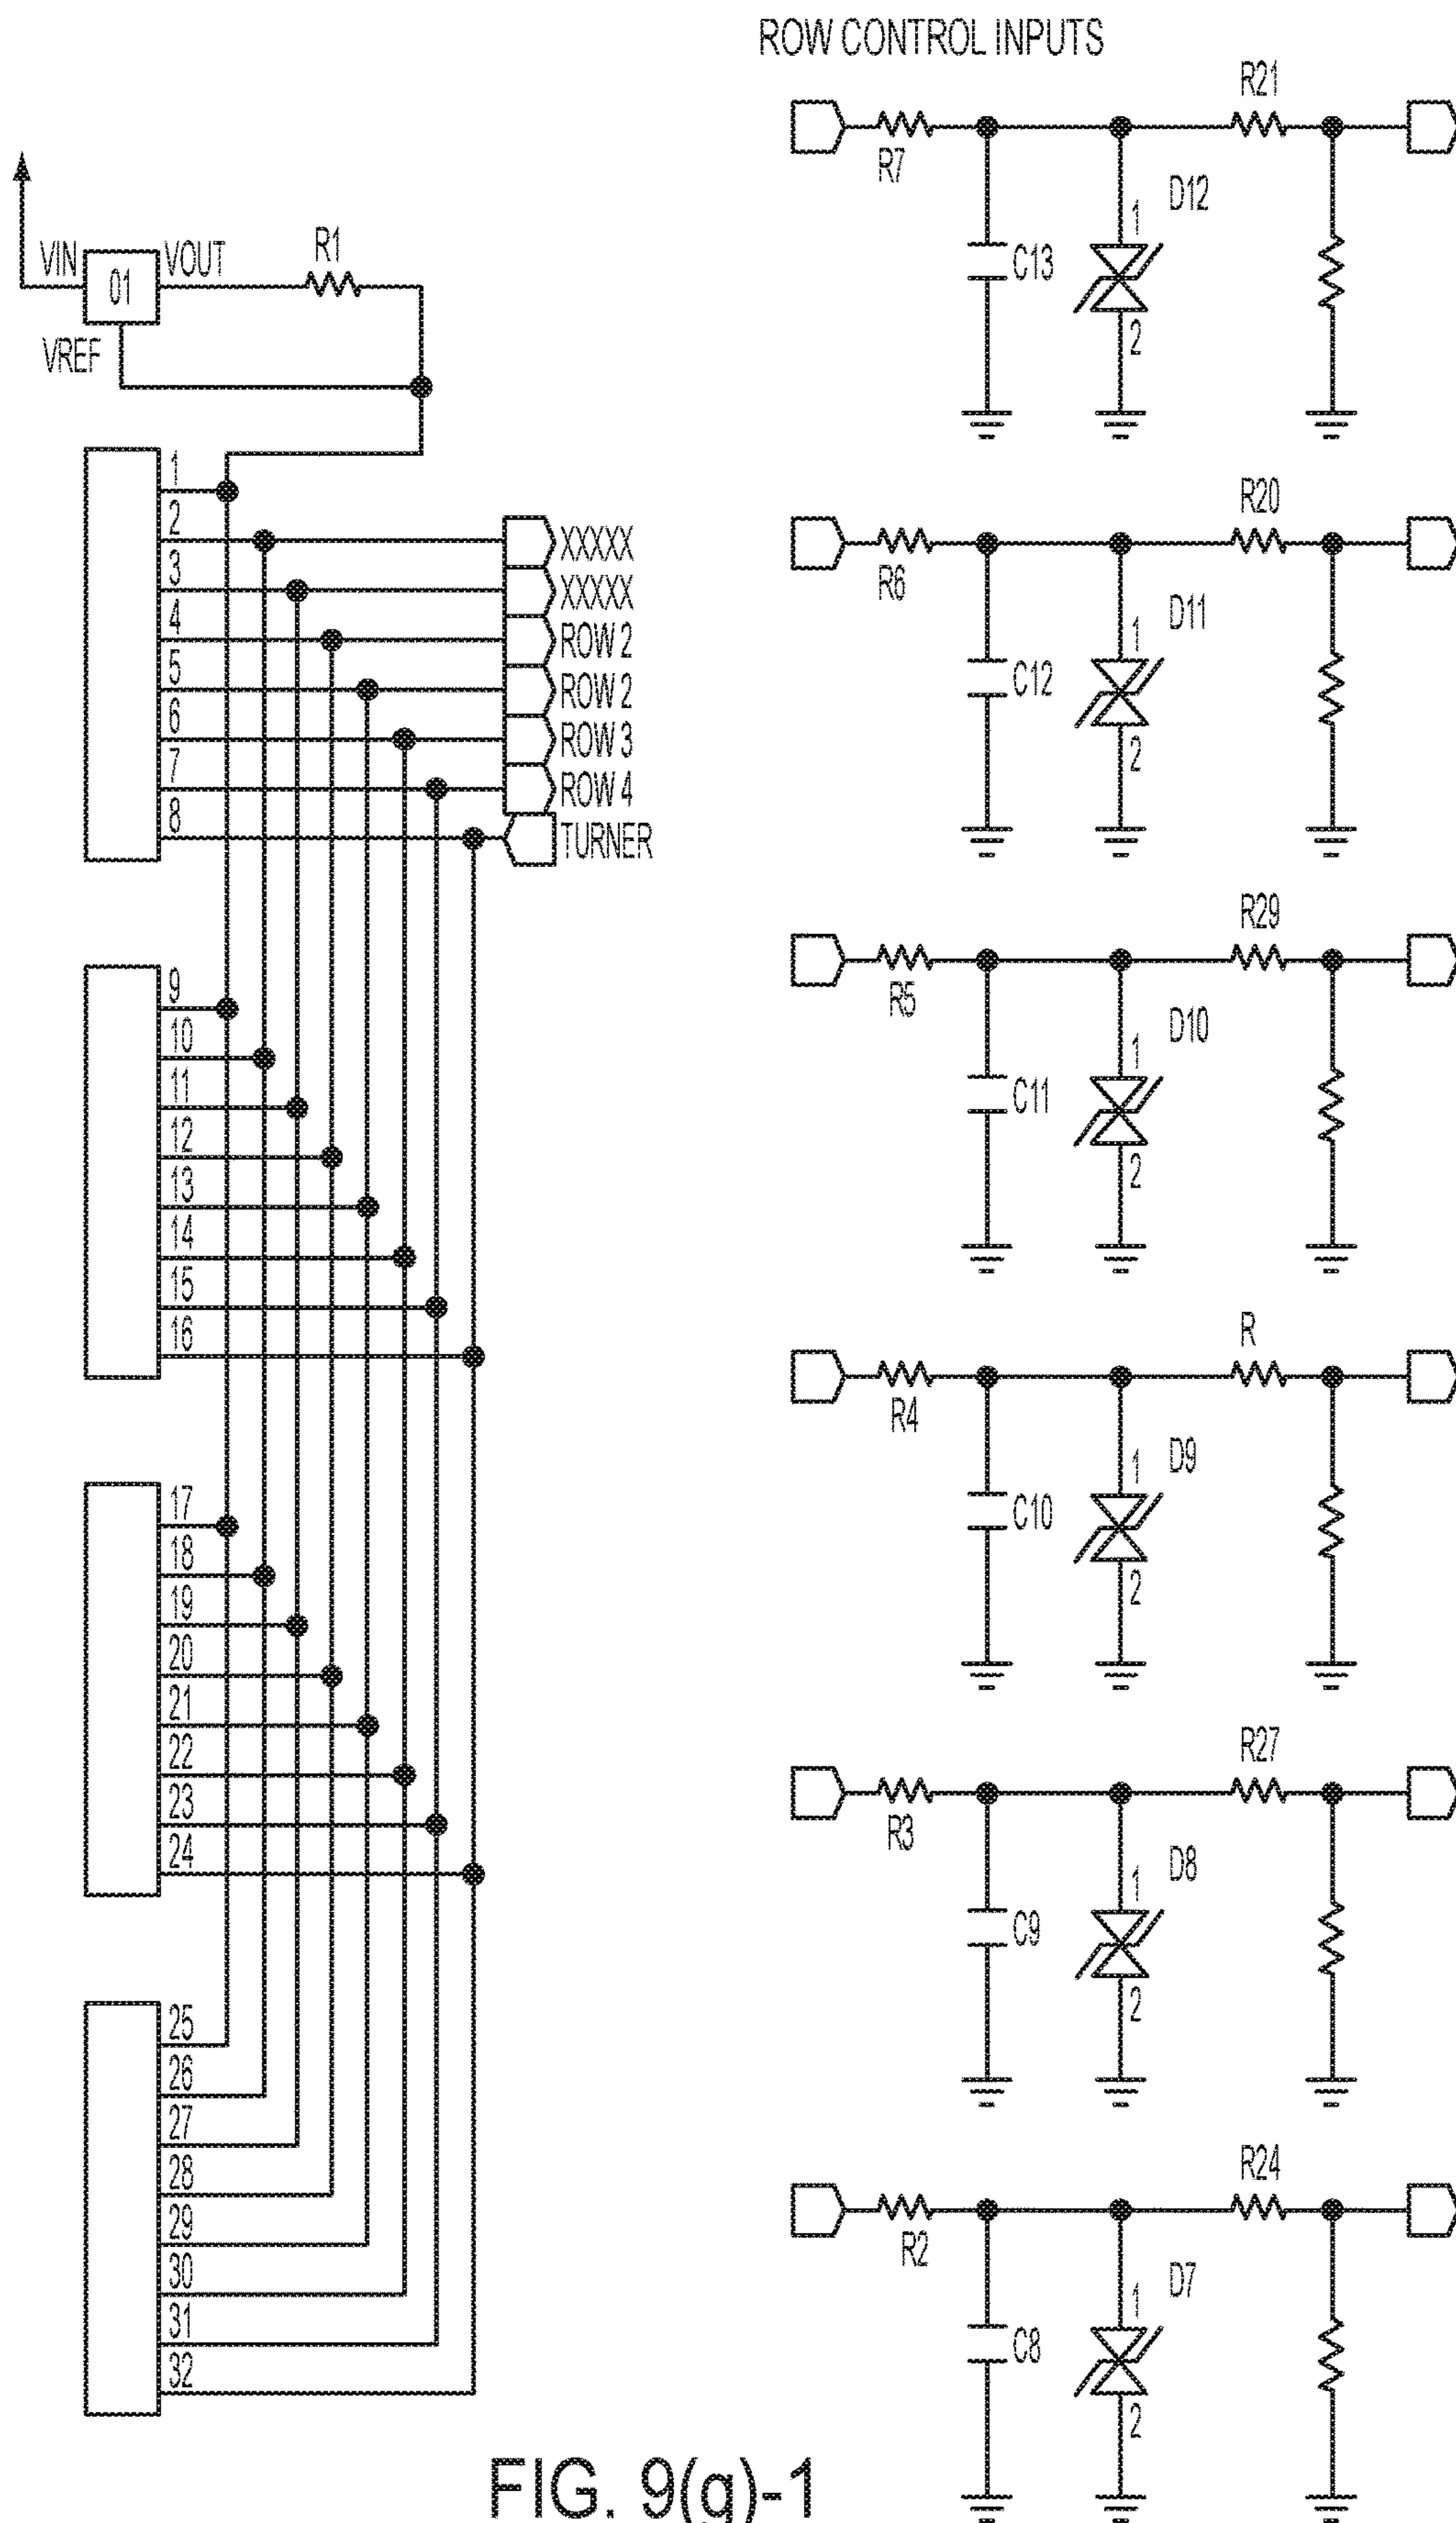 ROW CONTROL INPUTS
VIN
01
VOUT
R1
VREF
1
2
3
4
5
6
7
8
XXXXX
XXXXX
ROW 2
ROW 2
ROW 3
ROW 4
TURNER
9
10
11
12
13
14
15
16
17
18
19
20
21
22
23
24
25
26
27
28
29
30
31
32
R7
R21
C13
1
D12
2
R6
R20
C12
1
D11
2
R5
R29
C11
1
D10
2
R4
R
C10
1
D9
2
R3
R27
C9
1
D8
2
R2
R24
C8
1
D7
2
FIG. 9(g)-1